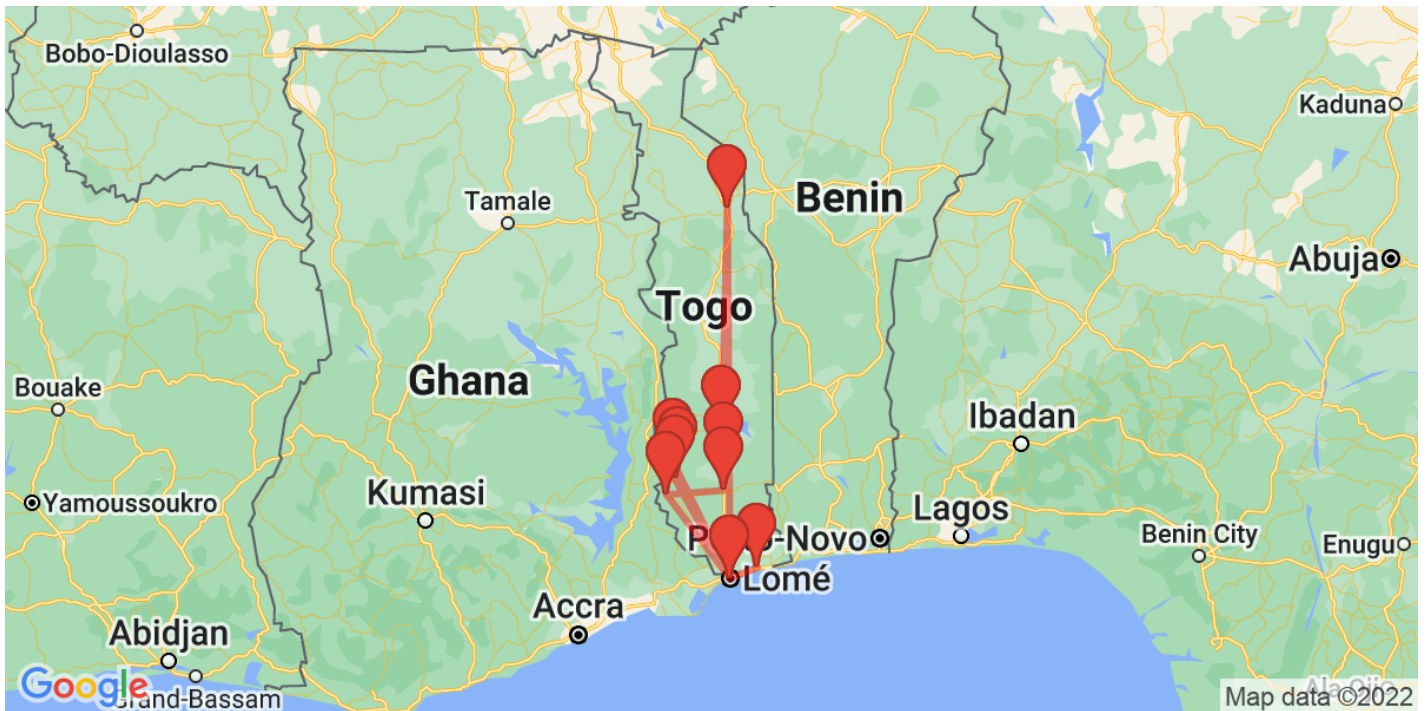 Bobo-Dioulasso
Kaduna
Tamale
Benin
Abuja
Togo
Ghana
Bouake
Ibadan
Kumasi
Yamoussoukro
Lagos
Porto-Novo
Benin City
Enugu
Lomé
Accra
Abidjan
Google
Grand-Bassam
Map data ©2022